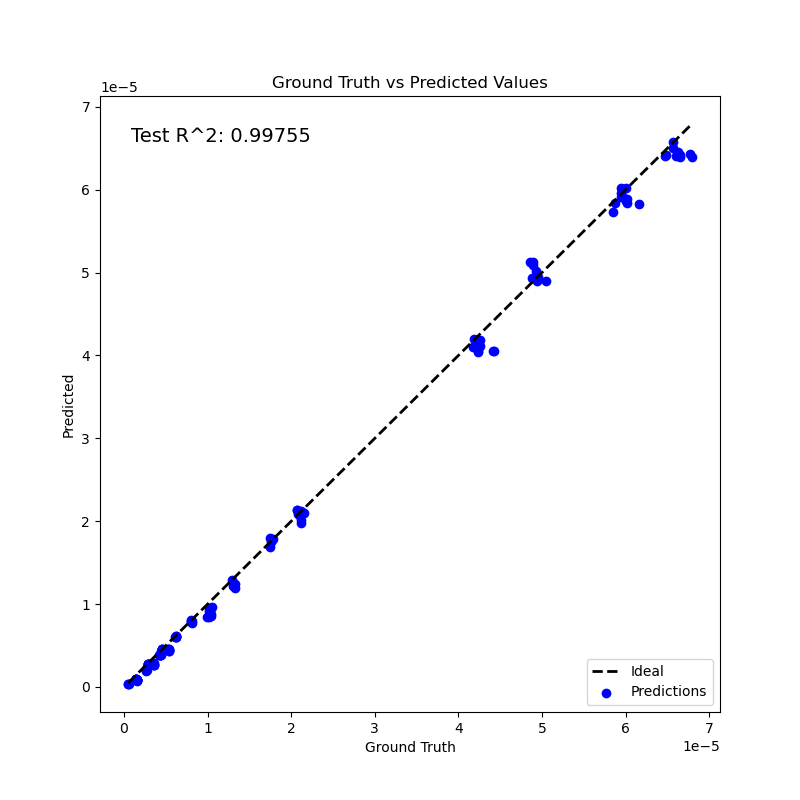 Ground Truth vs Predicted Values
1e−5
Test R^2: 0.99755
7
6
5
4
3
2
1
0
Predicted
Ideal
Predictions
0 1 2 3 4 5 6 7
Ground Truth
1e−5